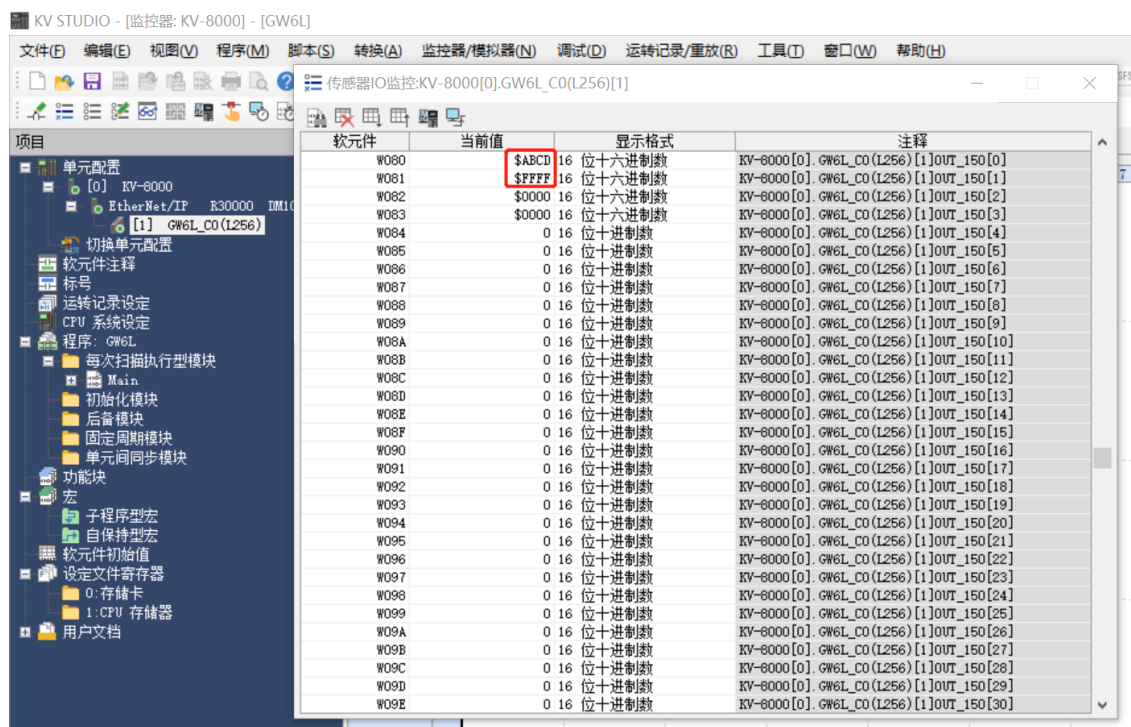 KV STUDIO - [监控器: KV-8000] - [GW6L]
文件(F) 编辑(E) 视图(V) 程序(M) 脚本(S) 转换(A) 监控器/模拟器(N) 调试(D) 运转记录/重放(R) 工具(T) 窗口(W) 帮助(H)
传感器IO监控:KV-8000[0].GW6L_C0(L256)[1]
项目
单元配置
[0] KV-8000
EtherNet/IP R30000 DM10
[1] GW6L_C0(L256)
切换单元配置
软元件注释
标号
运转记录设定
CPU 系统设定
程序: GW6L
每次扫描执行型模块
Main
初始化模块
后备模块
固定周期模块
单元间同步模块
功能块
宏
子程序型宏
自保持型宏
软元件初始值
设定文件寄存器
0:存储卡
1:CPU 存储器
用户文档
软元件 当前值 显示格式 注释
W080 $ABCD 16 位十六进制数 KV-8000[0].GW6L_C0(L256)[1]OUT_150[0]
W081 $FFFF 16 位十六进制数 KV-8000[0].GW6L_C0(L256)[1]OUT_150[1]
W082 $0000 16 位十六进制数 KV-8000[0].GW6L_C0(L256)[1]OUT_150[2]
W083 $0000 16 位十六进制数 KV-8000[0].GW6L_C0(L256)[1]OUT_150[3]
W084 0 16 位十进制数 KV-8000[0].GW6L_C0(L256)[1]OUT_150[4]
W085 0 16 位十进制数 KV-8000[0].GW6L_C0(L256)[1]OUT_150[5]
W086 0 16 位十进制数 KV-8000[0].GW6L_C0(L256)[1]OUT_150[6]
W087 0 16 位十进制数 KV-8000[0].GW6L_C0(L256)[1]OUT_150[7]
W088 0 16 位十进制数 KV-8000[0].GW6L_C0(L256)[1]OUT_150[8]
W089 0 16 位十进制数 KV-8000[0].GW6L_C0(L256)[1]OUT_150[9]
W08A 0 16 位十进制数 KV-8000[0].GW6L_C0(L256)[1]OUT_150[10]
W08B 0 16 位十进制数 KV-8000[0].GW6L_C0(L256)[1]OUT_150[11]
W08C 0 16 位十进制数 KV-8000[0].GW6L_C0(L256)[1]OUT_150[12]
W08D 0 16 位十进制数 KV-8000[0].GW6L_C0(L256)[1]OUT_150[13]
W08E 0 16 位十进制数 KV-8000[0].GW6L_C0(L256)[1]OUT_150[14]
W08F 0 16 位十进制数 KV-8000[0].GW6L_C0(L256)[1]OUT_150[15]
W090 0 16 位十进制数 KV-8000[0].GW6L_C0(L256)[1]OUT_150[16]
W091 0 16 位十进制数 KV-8000[0].GW6L_C0(L256)[1]OUT_150[17]
W092 0 16 位十进制数 KV-8000[0].GW6L_C0(L256)[1]OUT_150[18]
W093 0 16 位十进制数 KV-8000[0].GW6L_C0(L256)[1]OUT_150[19]
W094 0 16 位十进制数 KV-8000[0].GW6L_C0(L256)[1]OUT_150[20]
W095 0 16 位十进制数 KV-8000[0].GW6L_C0(L256)[1]OUT_150[21]
W096 0 16 位十进制数 KV-8000[0].GW6L_C0(L256)[1]OUT_150[22]
W097 0 16 位十进制数 KV-8000[0].GW6L_C0(L256)[1]OUT_150[23]
W098 0 16 位十进制数 KV-8000[0].GW6L_C0(L256)[1]OUT_150[24]
W099 0 16 位十进制数 KV-8000[0].GW6L_C0(L256)[1]OUT_150[25]
W09A 0 16 位十进制数 KV-8000[0].GW6L_C0(L256)[1]OUT_150[26]
W09B 0 16 位十进制数 KV-8000[0].GW6L_C0(L256)[1]OUT_150[27]
W09C 0 16 位十进制数 KV-8000[0].GW6L_C0(L256)[1]OUT_150[28]
W09D 0 16 位十进制数 KV-8000[0].GW6L_C0(L256)[1]OUT_150[29]
W09E 0 16 位十进制数 KV-8000[0].GW6L_C0(L256)[1]OUT_150[30]
7